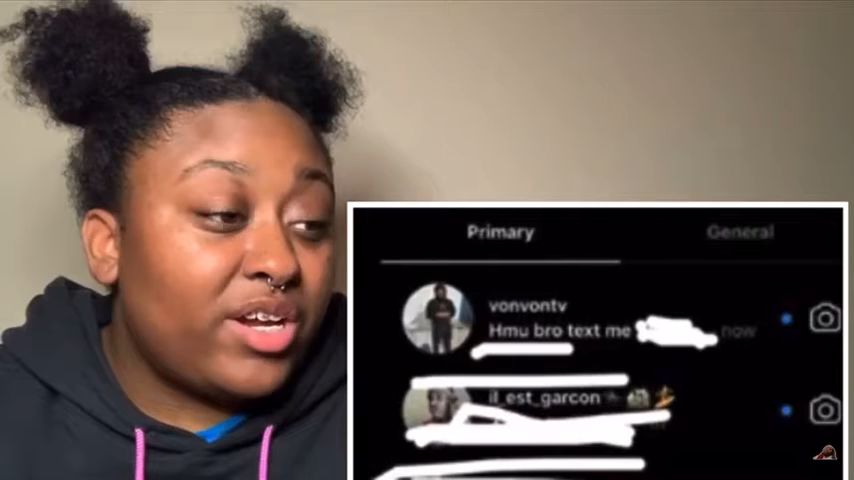 Primary
General
vonvontv
Hmu bro text me
now
il_est_garcon